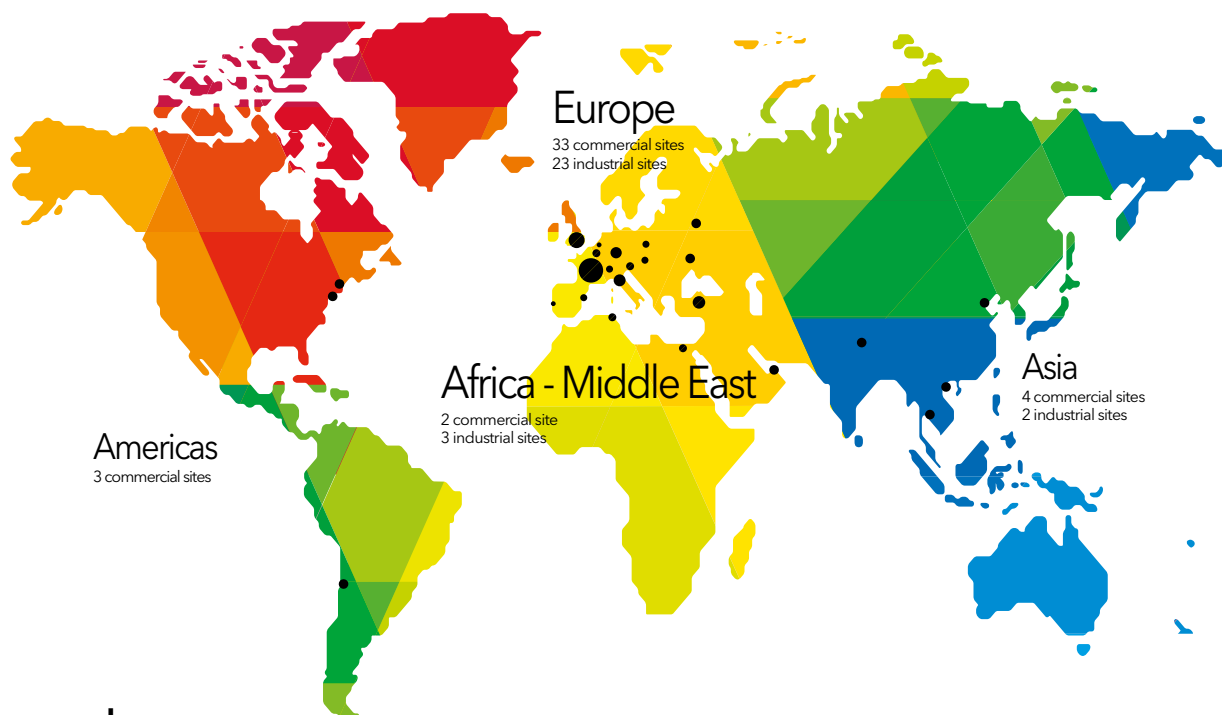 Europe
33 commercial sites
23 industrial sites
Africa - Middle East
2 commercial site
3 industrial sites
Asia
4 commercial sites
2 industrial sites
Americas
3 commercial sites